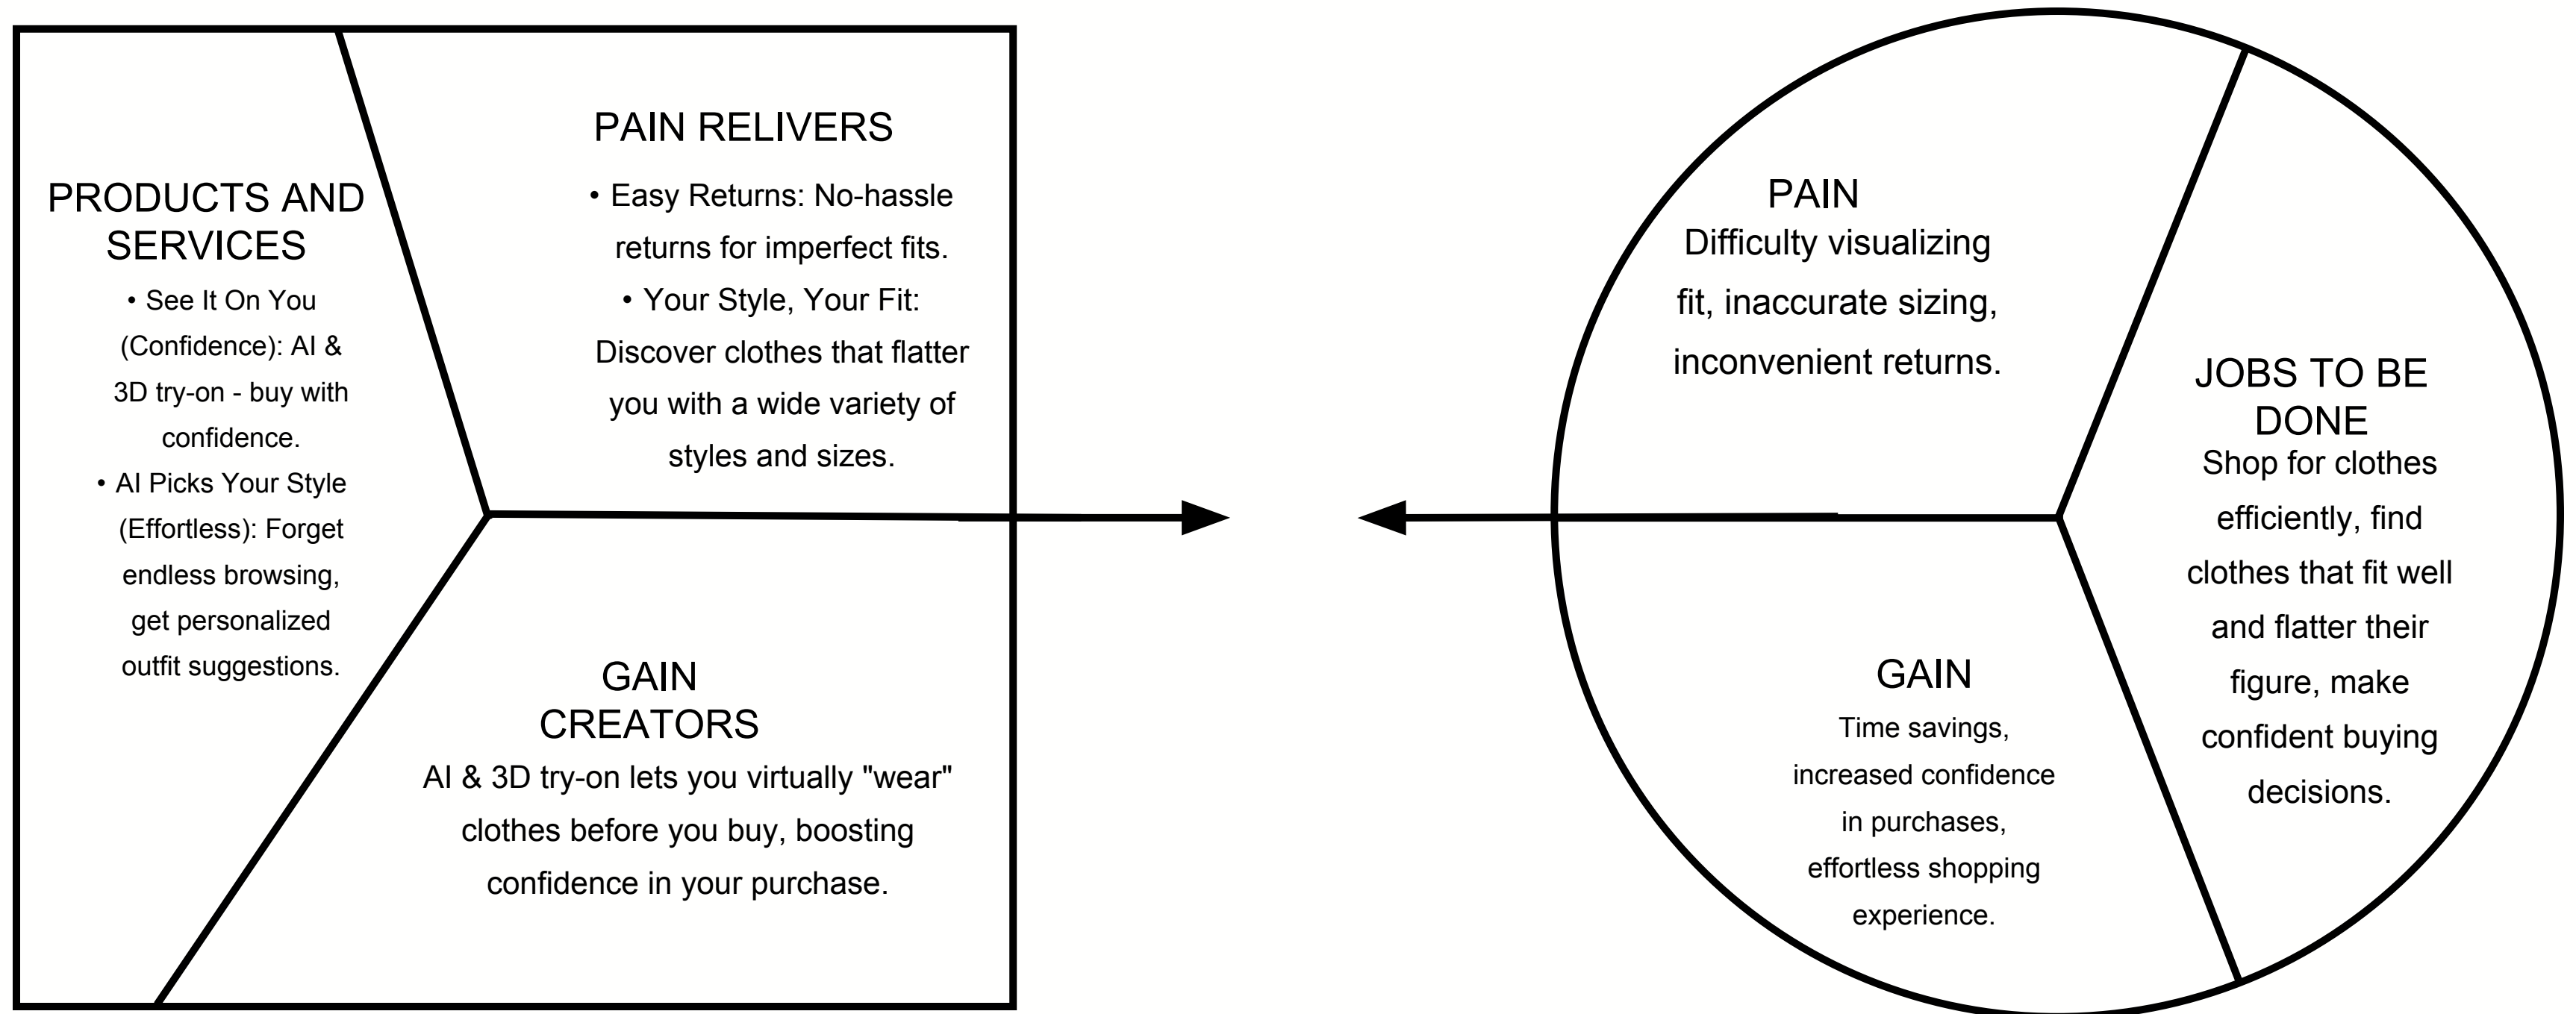 PRODUCTS AND
SERVICES
• See It On You
(Confidence): AI &
3D try-on - buy with
confidence.
• AI Picks Your Style
(Effortless): Forget
endless browsing,
get personalized
outfit suggestions.
PAIN RELIVERS
• Easy Returns: No-hassle
returns for imperfect fits.
• Your Style, Your Fit:
Discover clothes that flatter
you with a wide variety of
styles and sizes.
GAIN
CREATORS
AI & 3D try-on lets you virtually "wear"
clothes before you buy, boosting
confidence in your purchase.
PAIN
Difficulty visualizing
fit, inaccurate sizing,
inconvenient returns.
GAIN
Time savings,
increased confidence
in purchases,
effortless shopping
experience.
JOBS TO BE
DONE
Shop for clothes
efficiently, find
clothes that fit well
and flatter their
figure, make
confident buying
decisions.